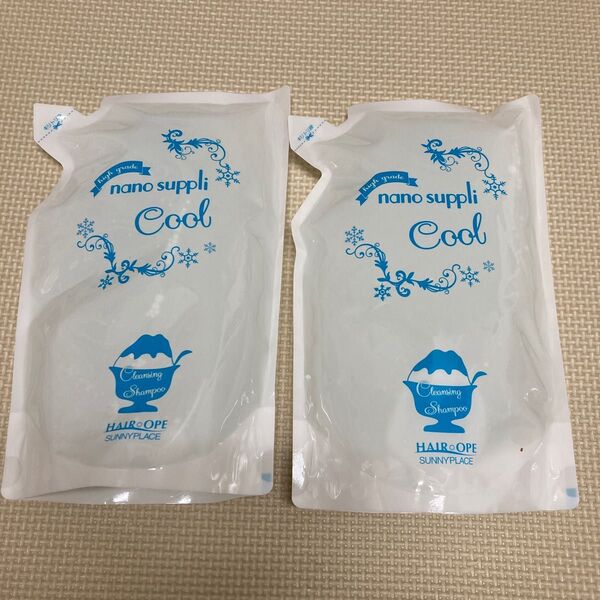 high grade
nano suppli
Cool
Cleansing
Shampoo
HAIR OPE
SUNNYPLACE
high grade
nano suppli
Cool
Cleansing
Shampoo
HAIR OPE
SUNNYPLACE